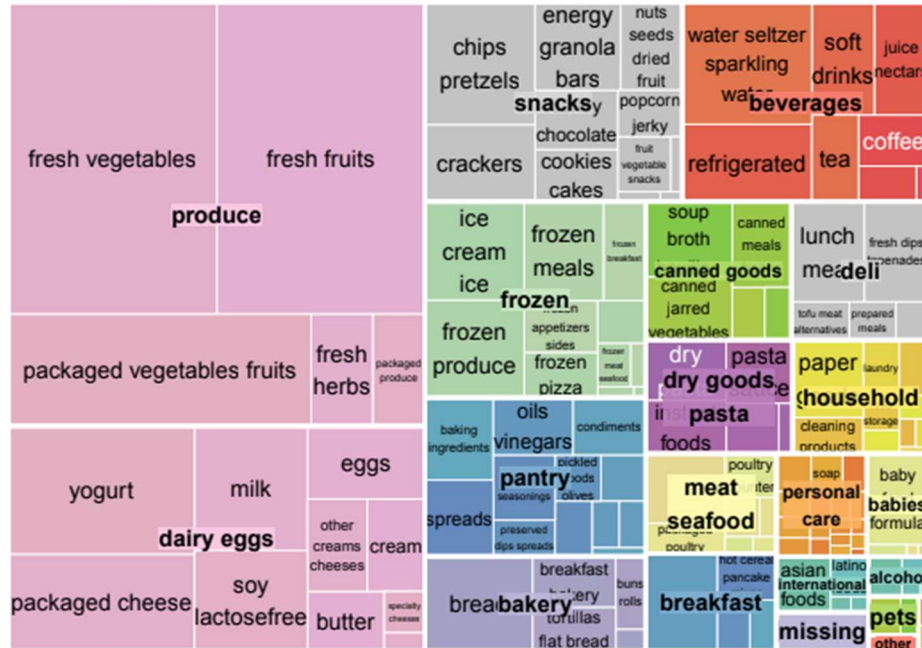 fresh vegetables
fresh fruits
produce
packaged vegetables fruits
fresh
herbs
packaged
produce
yogurt
milk
eggs
dairy eggs
other
creams
cheeses
cream
packaged cheese
soy
lactosefree
butter
specialty
cheeses
chips
pretzels
energy
granola
bars
nuts
seeds
dried
fruit
snacks
crackers
chocolate
cookies
cakes
popcorn
jerky
fruit
vegetable
snacks
water seltzer
sparkling
soft
drinks
juice
nectars
beverages
refrigerated
tea
coffee
ice
cream
ice
frozen
meals
frozen
breakfast
frozen
frozen
produce
appetizers
sides
frozen
pizza
frozen
meat
seafood
soup
broth
canned
meals
canned goods
canned
jarred
vegetables
lunch
fresh dips
deli
tofu meat
alternatives
prepared
meals
dry
pasta
dry goods
pasta
foods
paper
laundry
household
cleaning
products
storage
baking
ingredients
oils
vinegars
condiments
pantry
pickled
olives
seasonings
spreads
preserved
dips spreads
poultry
meat
seafood
poultry
soap
personal
care
baby
babies
formula
bakery
breakfast
tortillas
flat bread
buns
rolls
hot cereal
pancake
breakfast
asian
foods
latino
international
alcoho
missing
pets
other